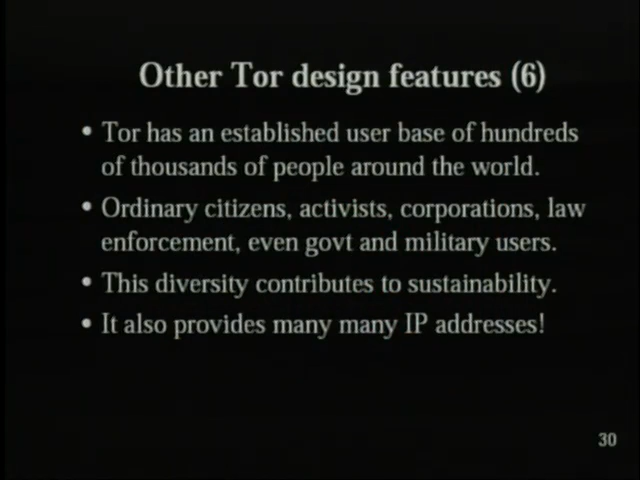 Other Tor design features (6)
• Tor has an established user base of hundreds
of thousands of people around the world.
• Ordinary citizens, activists, corporations, law
enforcement, even govt and military users.
• This diversity contributes to sustainability.
• It also provides many many IP addresses!
30